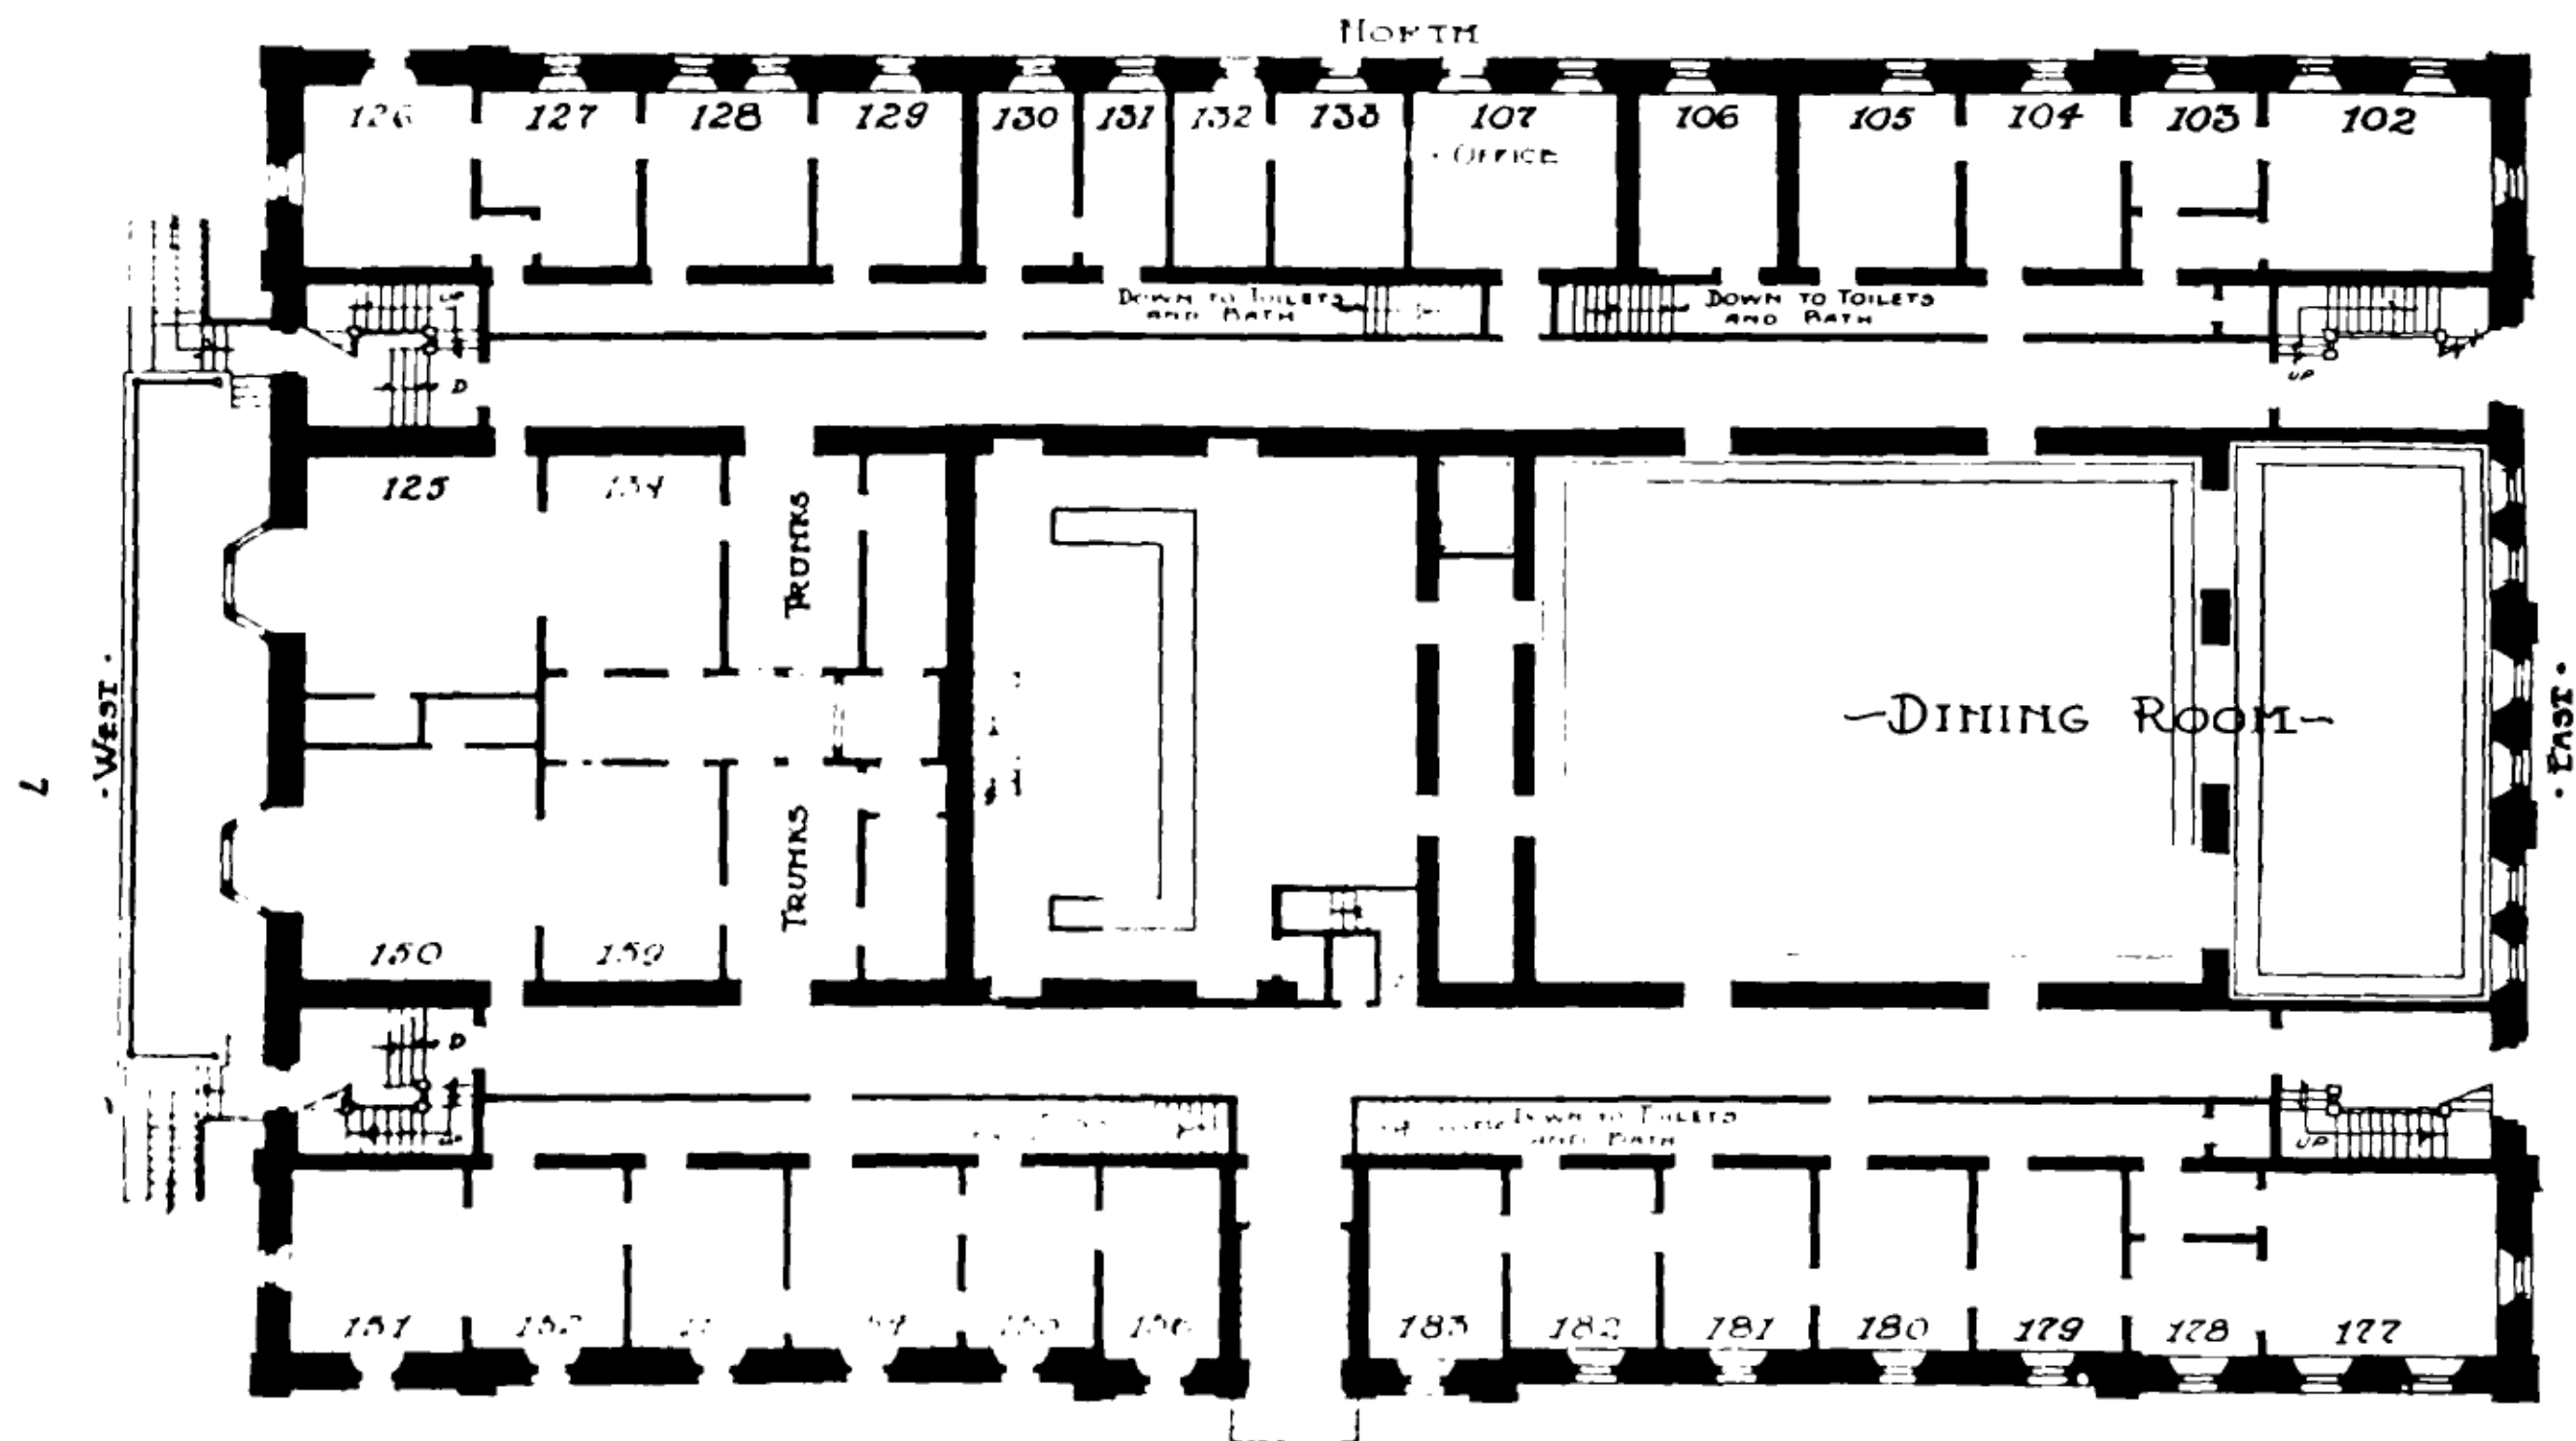 NORTH
126 127 128 129 130 131 132 133 107 106 105 104 103 102
OFFICE
UP
DOWN TO TOILETS
AND BATH
DOWN TO TOILETS
AND BATH
D
UP
125
TRUNKS
-WEST.
7
~DINING ROOM~
.EAST.
TRUNKS
150 159
D
DOWN TO TOILETS
AND BATH
UP
151 152 156 183 182 181 180 179 178 177